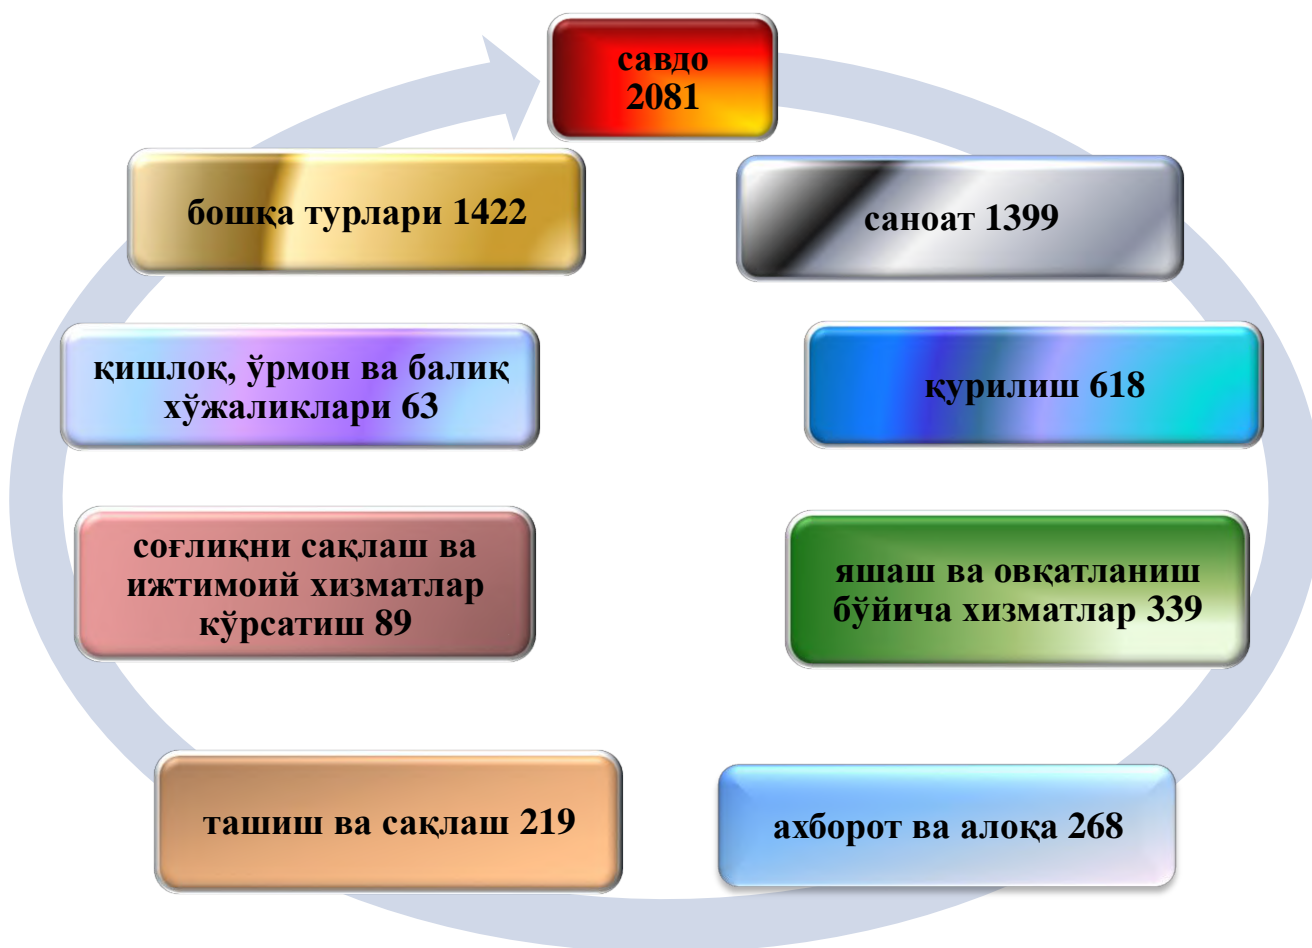 савдо
2081
саноат 1399
қурилиш 618
яшаш ва овқатланиш
бўйича хизматлар 339
ахборот ва алоқа 268
ташиш ва сақлаш 219
соғлиқни сақлаш ва
ижтимоий хизматлар
кўрсатиш 89
қишлоқ, ўрмон ва балиқ
хўжаликлари 63
бошқа турлари 1422